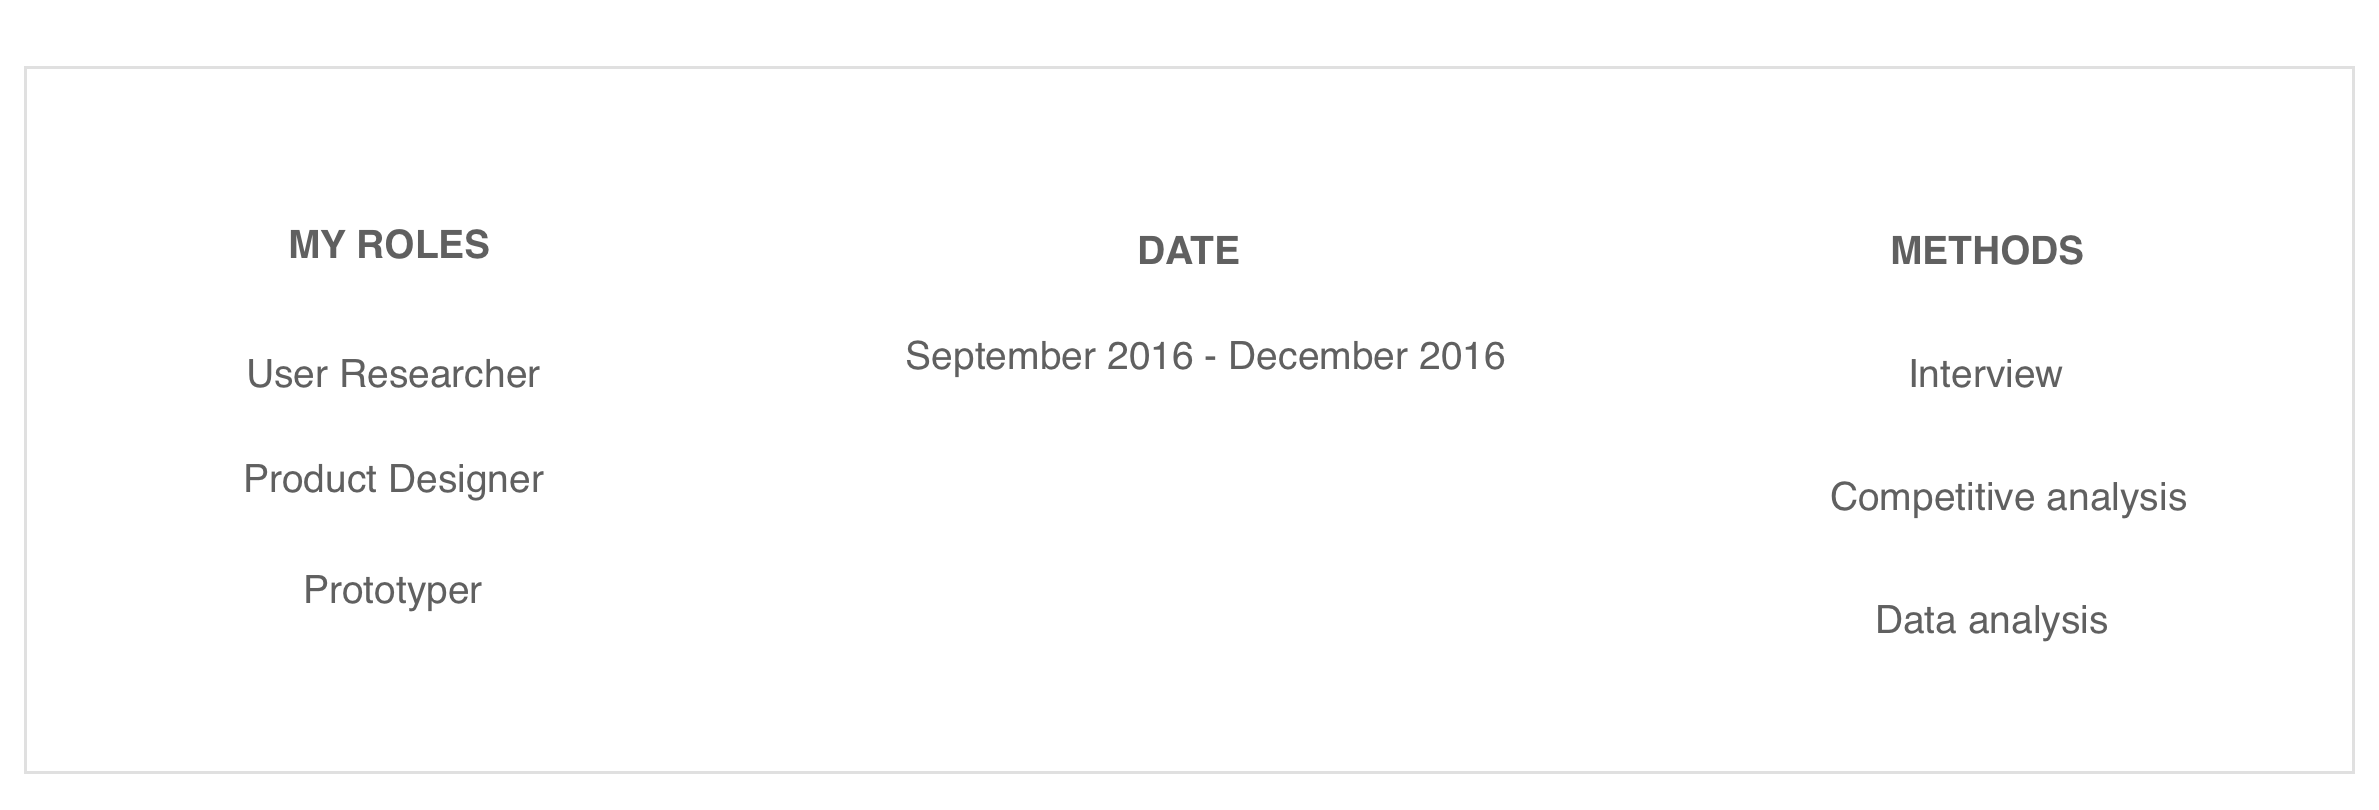 MY ROLES
User Researcher
Product Designer
Prototyper
DATE
September 2016 - December 2016
METHODS
Interview
Competitive analysis
Data analysis